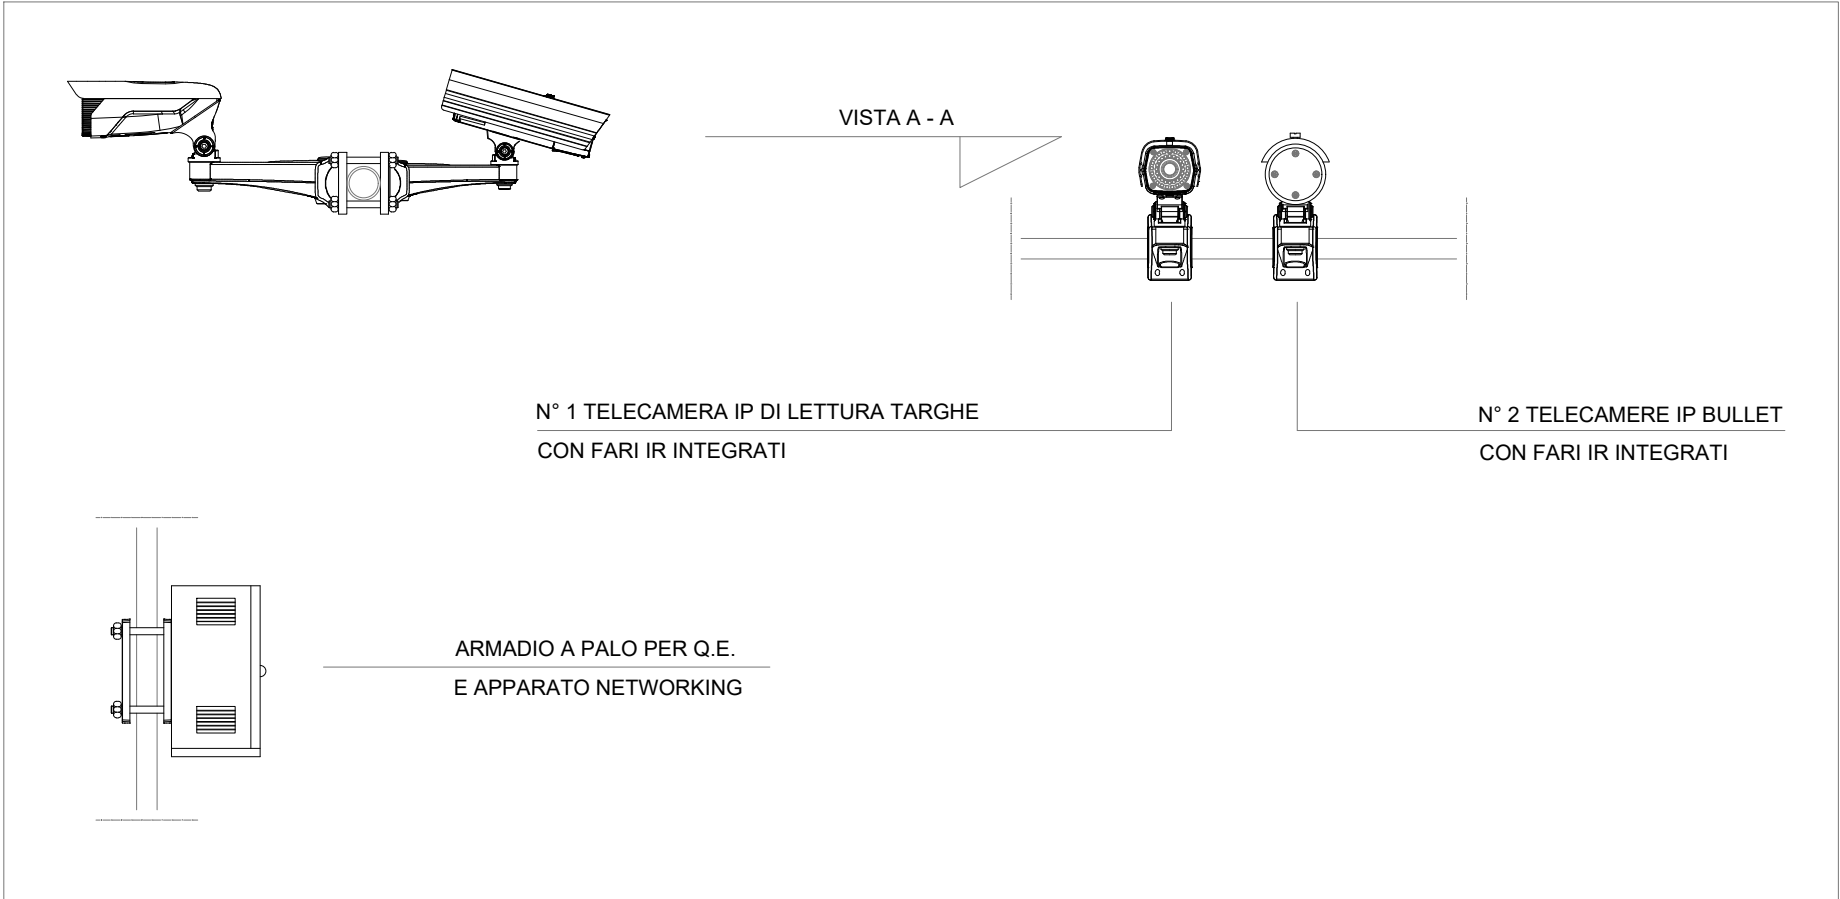 VISTA A - A
N° 1 TELECAMERA IP DI LETTURA TARGHE
CON FARI IR INTEGRATI
N° 2 TELECAMERE IP BULLET
CON FARI IR INTEGRATI
ARMADIO A PALO PER Q.E.
E APPARATO NETWORKING